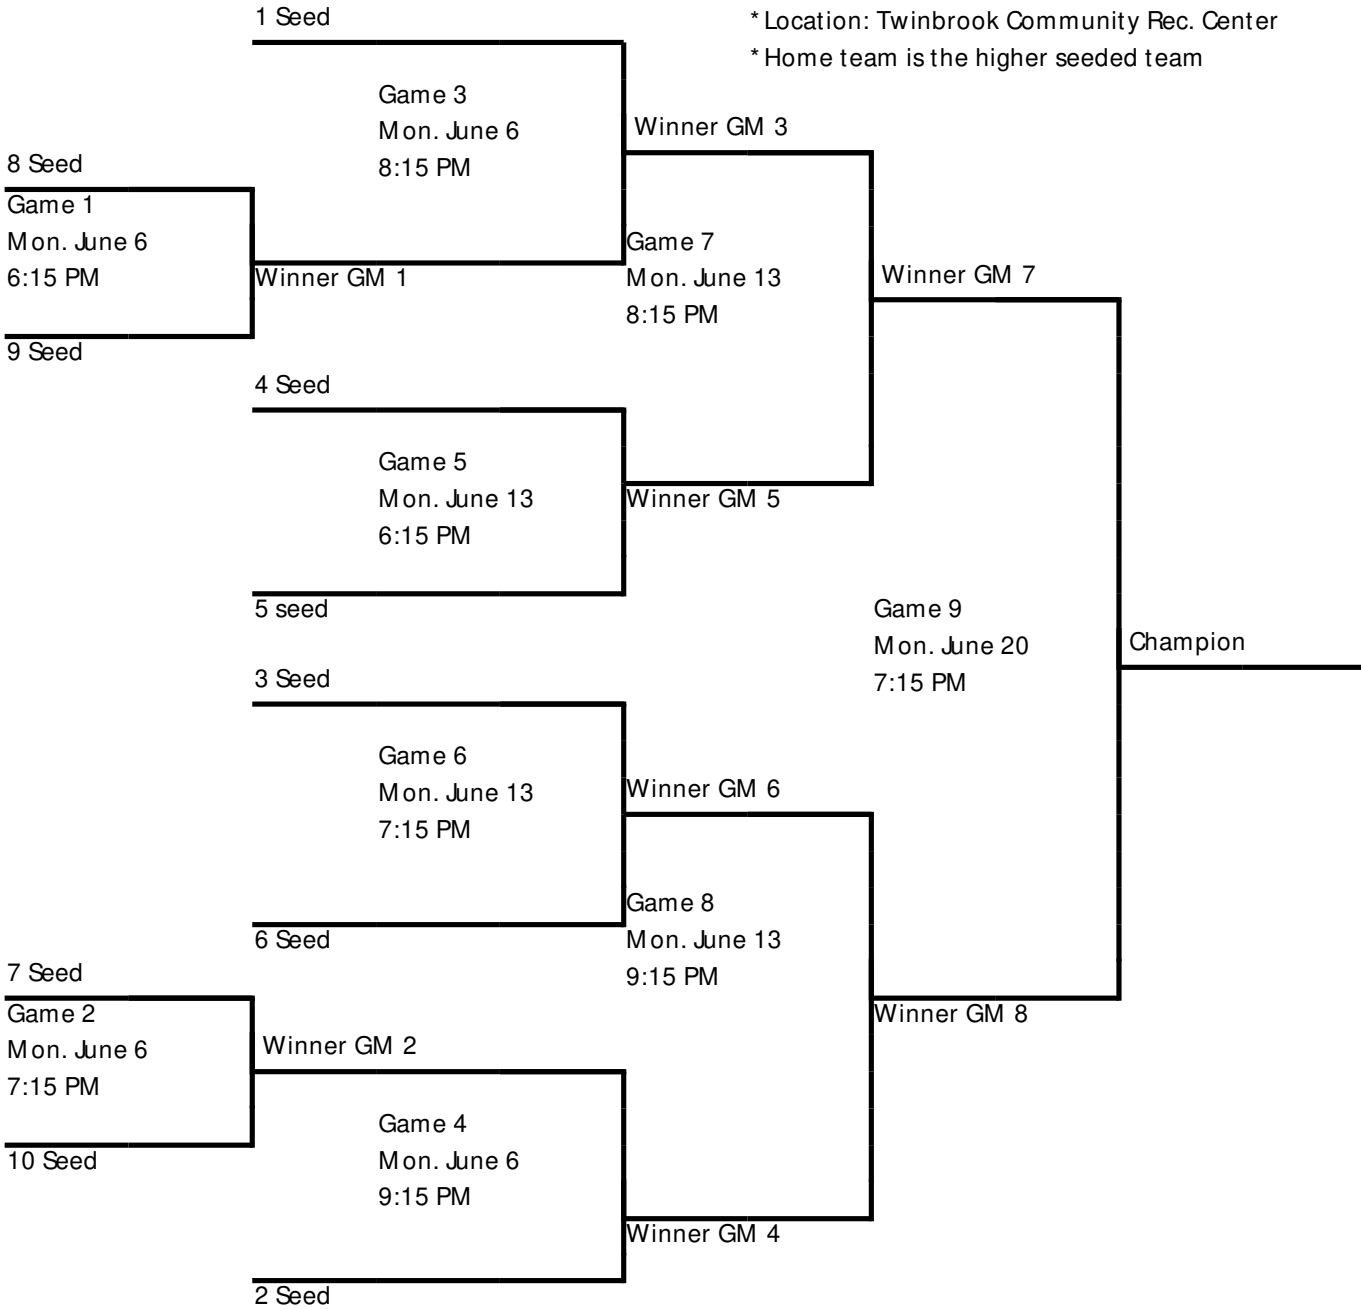 1 Seed
* Location: Twinbrook Community Rec. Center
* Home team is the higher seeded team
Game 3
Mon. June 6
8:15 PM
Winner GM 3
8 Seed
Game 1
Mon. June 6
6:15 PM
Winner GM 1
9 Seed
Game 7
Mon. June 13
8:15 PM
Winner GM 7
4 Seed
Game 5
Mon. June 13
6:15 PM
Winner GM 5
5 seed
Game 9
Mon. June 20
7:15 PM
Champion
3 Seed
Game 6
Mon. June 13
7:15 PM
Winner GM 6
6 Seed
Game 8
Mon. June 13
9:15 PM
Winner GM 8
7 Seed
Game 2
Mon. June 6
7:15 PM
Winner GM 2
10 Seed
Game 4
Mon. June 6
9:15 PM
Winner GM 4
2 Seed